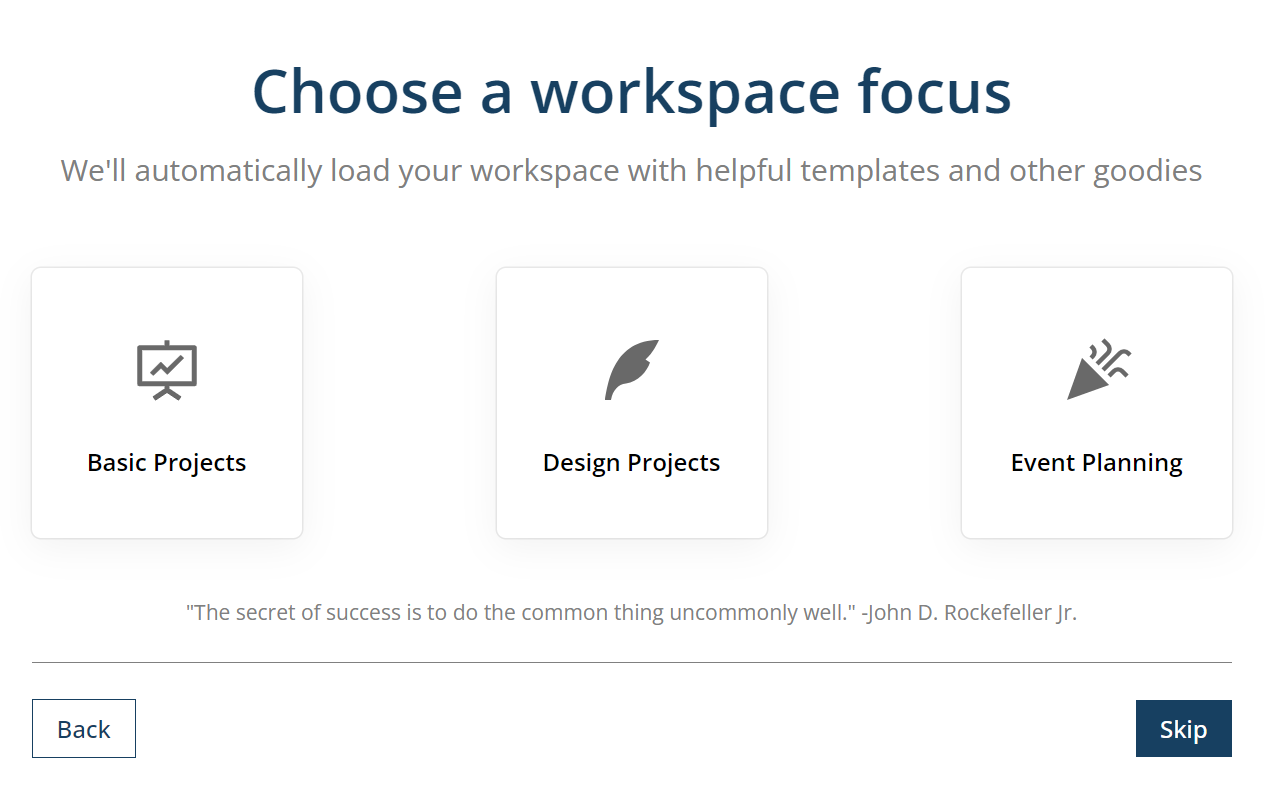 Choose a workspace focus
We'll automatically load your workspace with helpful templates and other goodies
Basic Projects
Design Projects
Event Planning
"The secret of success is to do the common thing uncommonly well." -John D. Rockefeller Jr.
Back
Skip